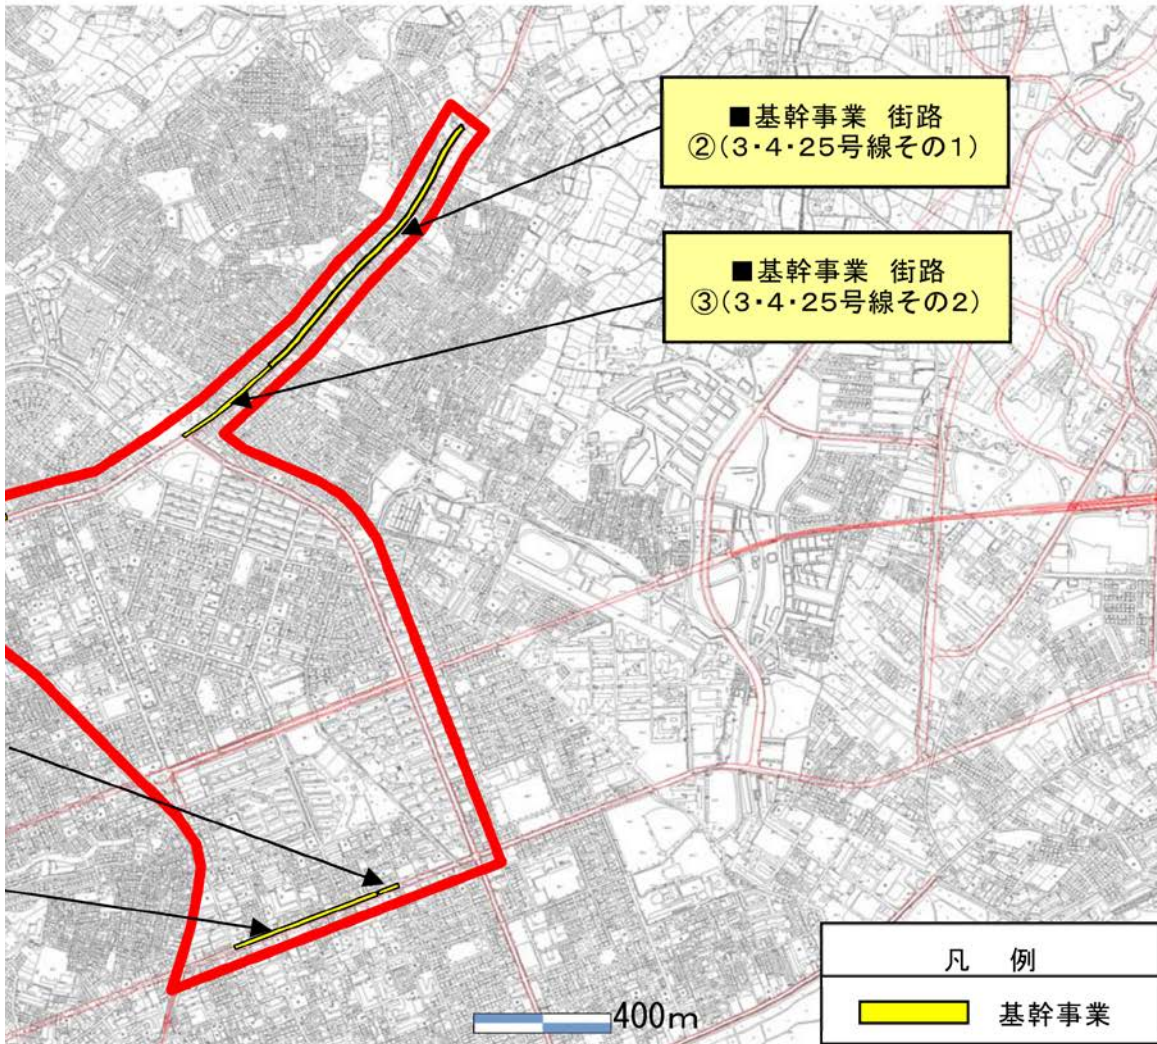 ■基幹事業 街路
②(3・4・25号線その1)
■基幹事業 街路
③(3・4・25号線その2)
400m
凡 例
基幹事業